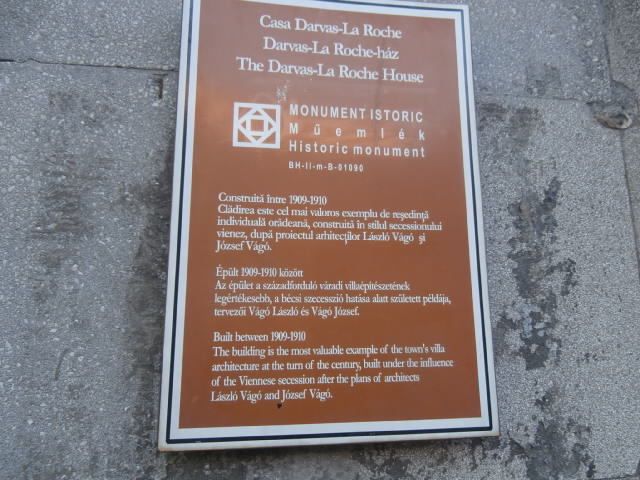 Casa Darvas-La Roche
Darvas-La Roche-ház
The Darvas-La Roche House
MONUMENT ISTORIC
Műemlék
Historic monument
BH-II-m-B-01090
Construită între 1909-1910
Clădirea este cel mai valoros exemplu de reşedinţă
individuală orădeană, construită în stilul secessionului
vienez, după proiectul arhitecţilor László Vágó şi
József Vágó.
Épült 1909-1910 között
Az épület a századforduló váradi villaépítészetének
legértékesebb, a bécsi szecesszió hatása alatt született példája,
tervezői Vágó László és Vágó József.
Built between 1909-1910
The building is the most valuable example of the town's villa
architecture at the turn of the century, built under the influence
of the Viennese secession after the plans of architects
László Vágó and József Vágó.